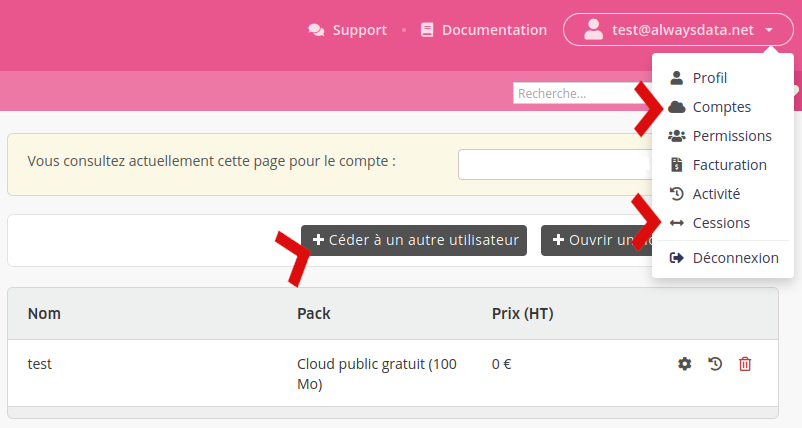 Support
Documentation
test@alwaysdata.net
Recherche...
Profil
Comptes
Permissions
Facturation
Activité
Cessions
Déconnexion
Vous consultez actuellement cette page pour le compte :
Céder à un autre utilisateur
Ouvrir un
Nom Pack Prix (HT)
test Cloud public gratuit (100 0 €
Mo)